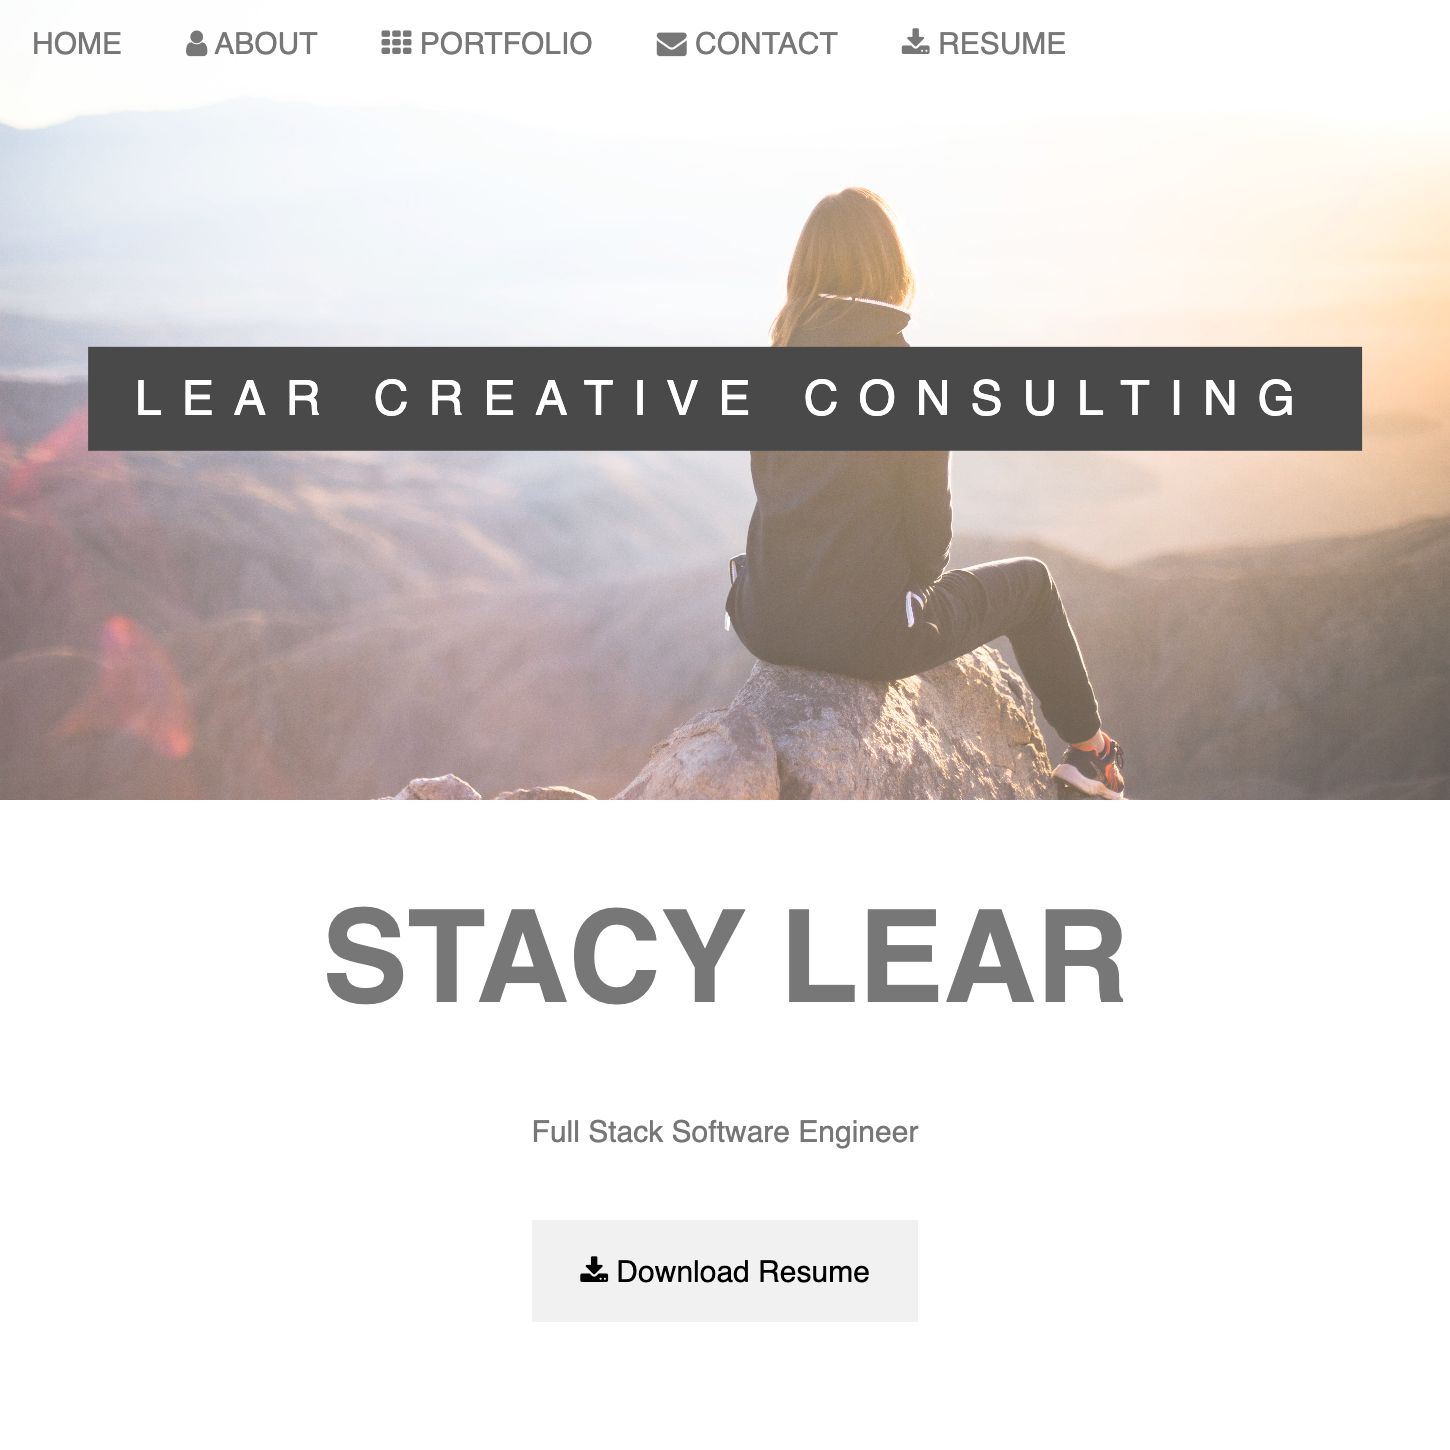 HOME ABOUT PORTFOLIO CONTACT RESUME
LEAR CREATIVE CONSULTING
STACY LEAR
Full Stack Software Engineer
Download Resume